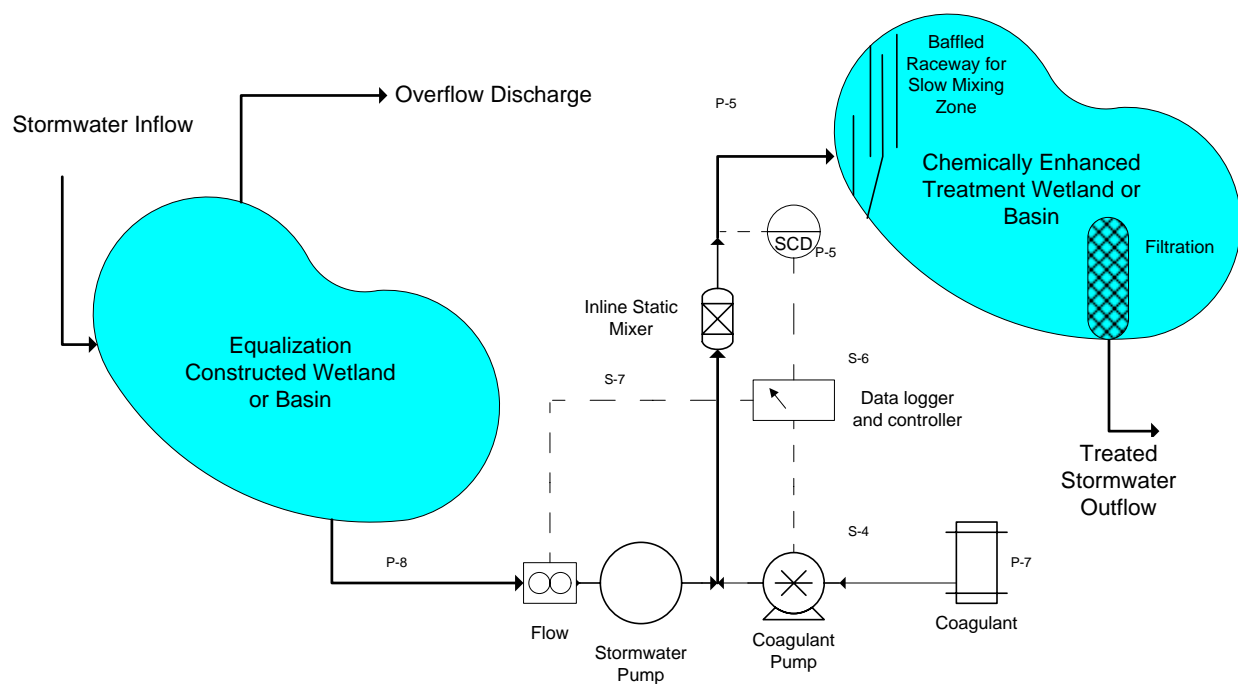 Stormwater Inflow
Overflow Discharge
Equalization
Constructed Wetland
or Basin
P-8
Flow
Stormwater
Pump
S-7
Inline Static
Mixer
P-5
SCD
P-5
S-6
Data logger
and controller
S-4
Coagulant
Pump
P-7
Coagulant
Baffled
Raceway for
Slow Mixing
Zone
Chemically Enhanced
Treatment Wetland or
Basin
Filtration
Treated
Stormwater
Outflow